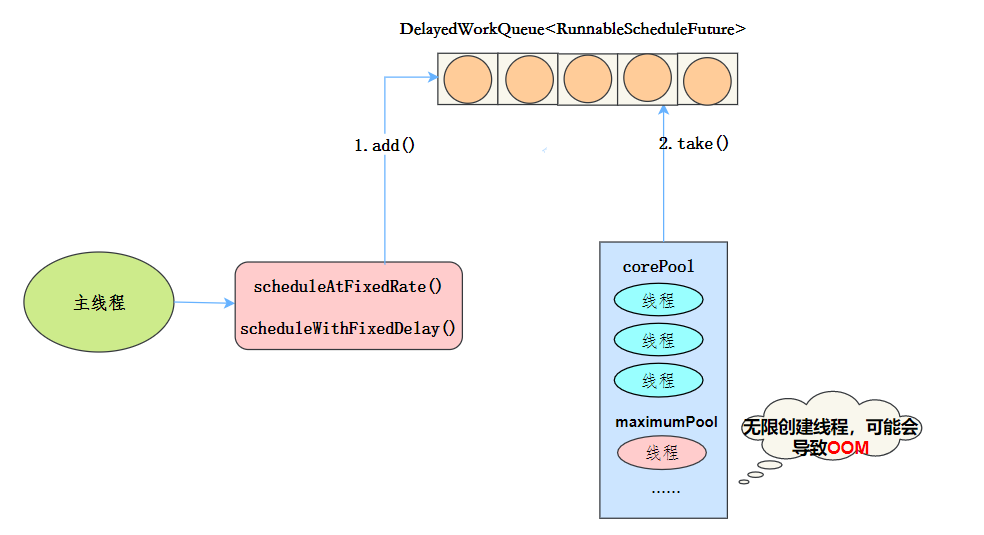 DelayedWorkQueue<RunnableScheduleFuture>
1.add()
2.take()
主线程
scheduleAtFixedRate()
scheduleWithFixedDelay()
corePool
线程
线程
线程
maximumPool
线程
......
无限创建线程，可能会
导致OOM